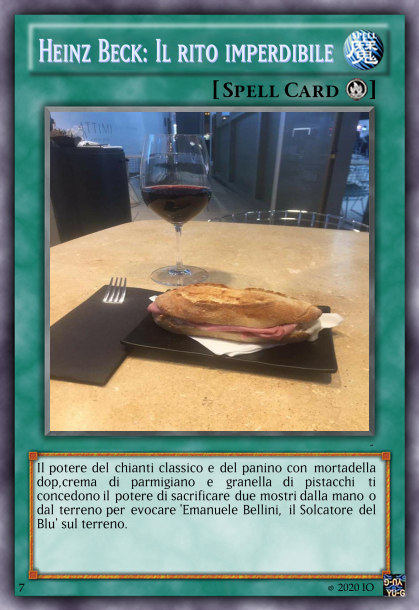 Heinz Beck: Il rito imperdibile
魔
[Spell Card]
Il potere del chianti classico e del panino con mortadella
dop,crema di parmigiano e granella di pistacchi ti
concedono il potere di sacrificare due mostri dalla mano o
dal terreno per evocare 'Emanuele Bellini, il Solcatore del
Blu' sul terreno.
7
© 2020 IO
YU-G